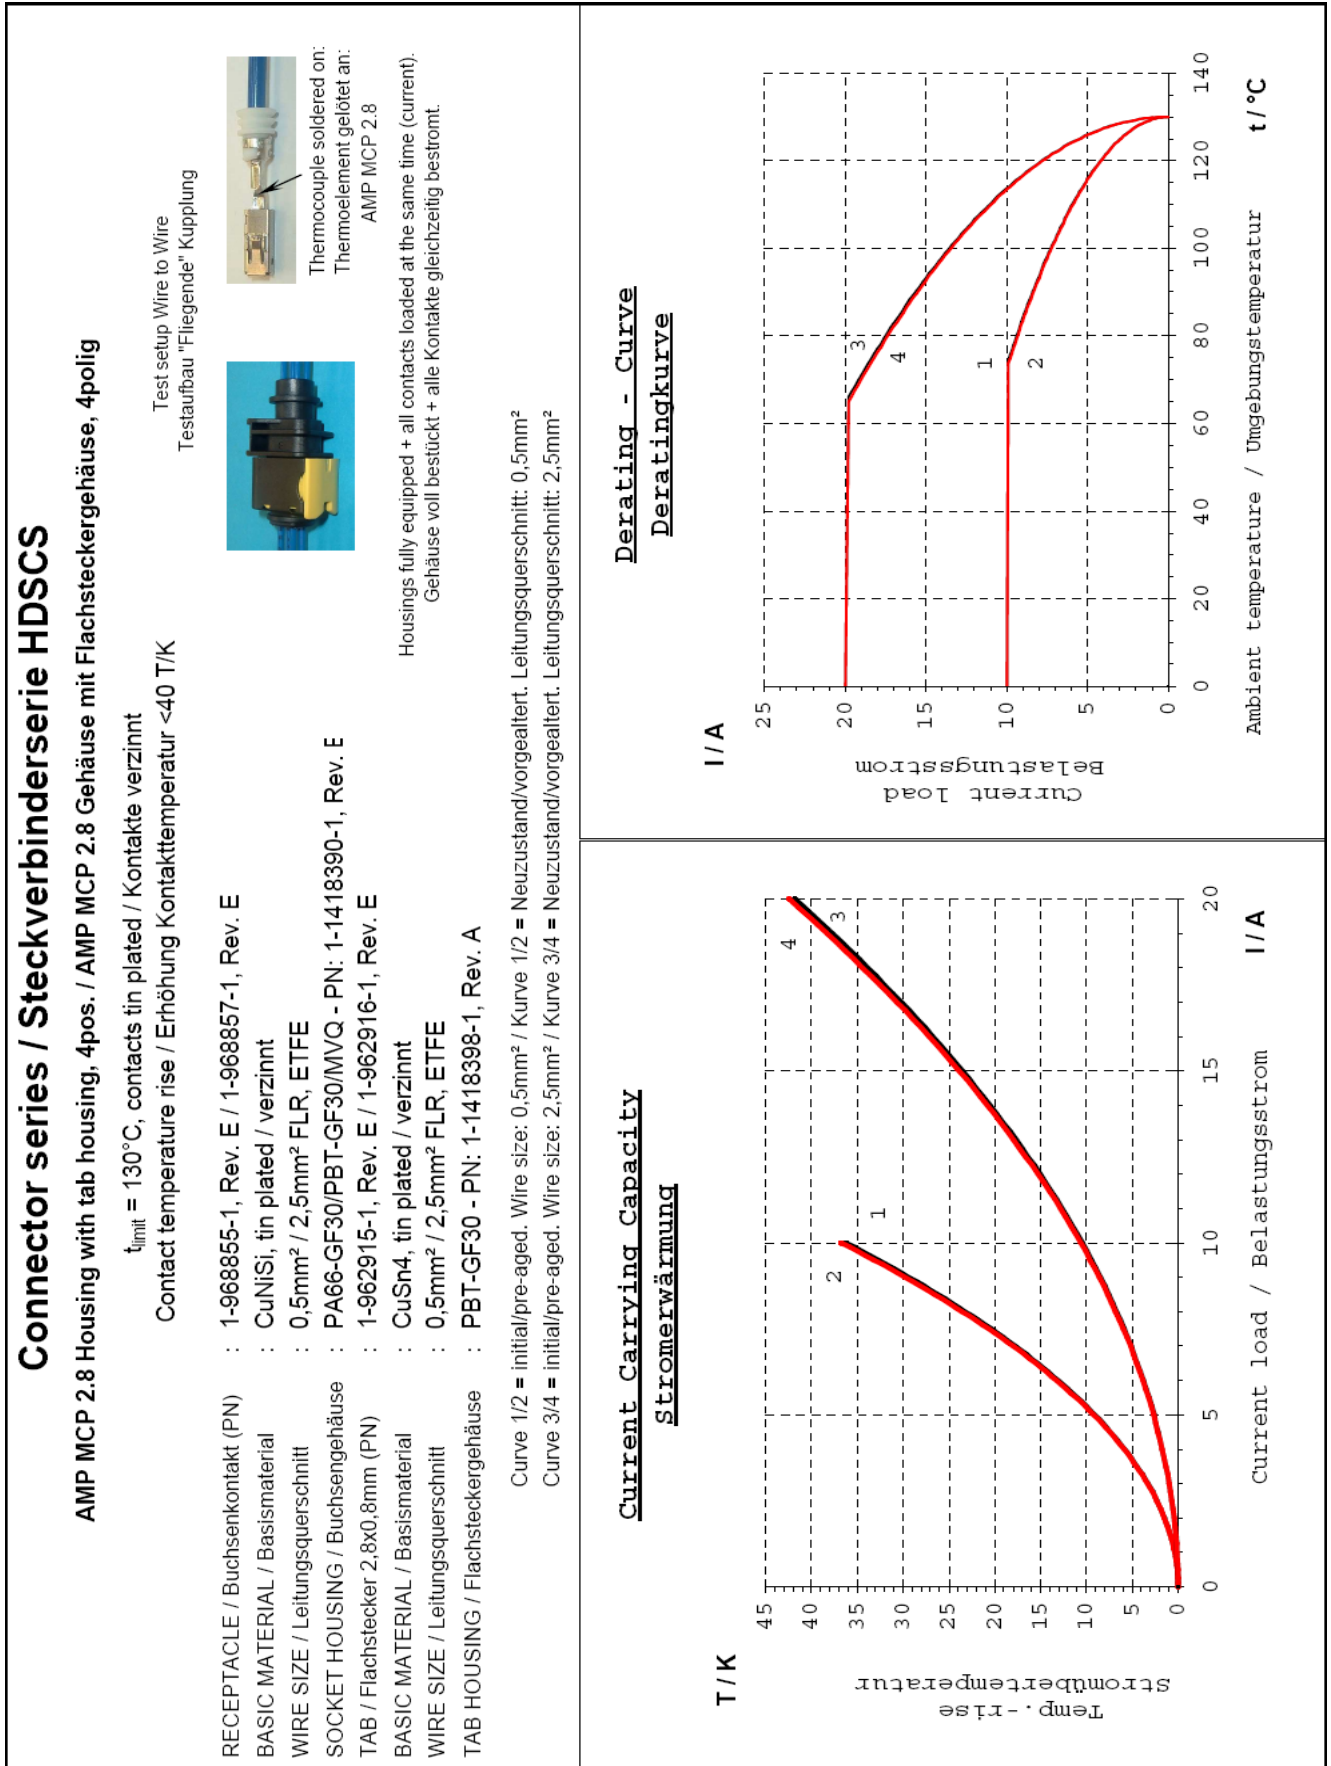 Connector series / Steckverbinderserie HDSCS
AMP MCP 2.8 Housing with tab housing, 4pos. / AMP MCP 2.8 Gehäuse mit Flachsteckergehäuse, 4polig
tlimit = 130°C, contacts tin plated / Kontakte verzinnt
Contact temperature rise / Erhöhung Kontakttemperatur <40 T/K
Test setup Wire to Wire
Testaufbau "Fliegende" Kupplung
RECEPTACLE / Buchsenkontakt (PN) : 1-968855-1, Rev. E / 1-968857-1, Rev. E
BASIC MATERIAL / Basismaterial : CuNiSi, tin plated / verzinnt
WIRE SIZE / Leitungsquerschnitt : 0,5mm² / 2,5mm² FLR, ETFE
SOCKET HOUSING / Buchsengehäuse : PA66-GF30/PBT-GF30/MVQ - PN: 1-1418390-1, Rev. E
TAB / Flachstecker 2,8x0,8mm (PN) : 1-962915-1, Rev. E / 1-962916-1, Rev. E
BASIC MATERIAL / Basismaterial : CuSn4, tin plated / verzinnt
WIRE SIZE / Leitungsquerschnitt : 0,5mm² / 2,5mm² FLR, ETFE
TAB HOUSING / Flachsteckergehäuse : PBT-GF30 - PN: 1-1418398-1, Rev. A
Thermocouple soldered on:
Thermoelement gelötet an:
AMP MCP 2.8
Housings fully equipped + all contacts loaded at the same time (current).
Gehäuse voll bestückt + alle Kontakte gleichzeitig bestromt.
Curve 1/2 = initial/pre-aged. Wire size: 0,5mm² / Kurve 1/2 = Neuzustand/vorgealtert. Leitungsquerschnitt: 0,5mm²
Curve 3/4 = initial/pre-aged. Wire size: 2,5mm² / Kurve 3/4 = Neuzustand/vorgealtert. Leitungsquerschnitt: 2,5mm²
Current Carrying Capacity
Stromerwärmung
T / K
Temp.-rise
Stromübertemperatur
45
40
35
30
25
20
15
10
5
0
2
1
4
3
0 5 10 15 20
Current load / Belastungsstrom
I / A
Derating - Curve
Deratingkurve
I / A
Current load
Belastungsstrom
25
20
15
10
5
0
3
4
1
2
0 20 40 60 80 100 120 140
Ambient temperature / Umgebungstemperatur
t / °C